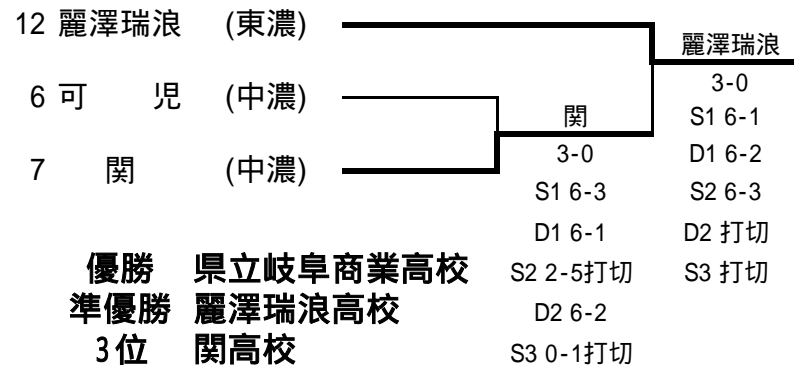 12 麗澤瑞浪 (東濃)
6 可 児 (中濃)
7 関 (中濃)
関
3-0
S1 6-3
D1 6-1
S2 2-5打切
D2 6-2
S3 0-1打切
麗澤瑞浪
3-0
S1 6-1
D1 6-2
S2 6-3
D2 打切
S3 打切
優勝 県立岐阜商業高校
準優勝 麗澤瑞浪高校
3位 関高校